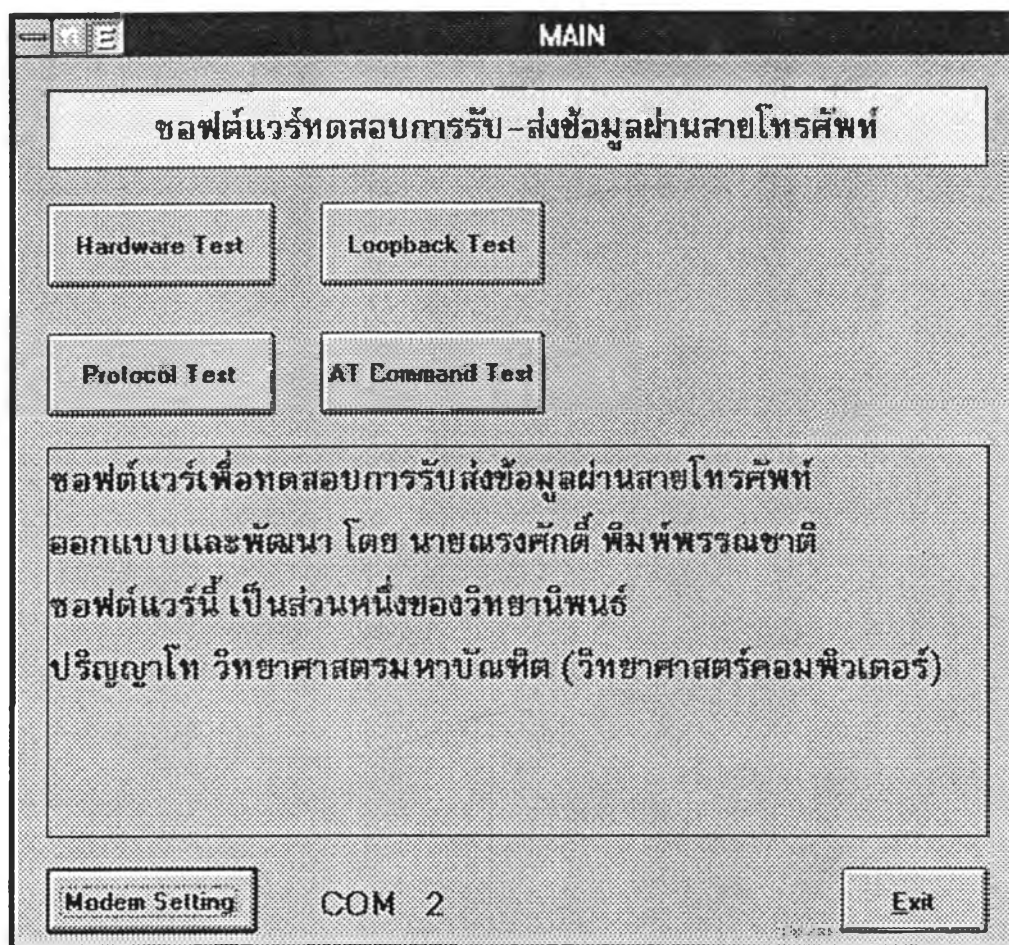 MAIN
ซอฟต์แวร์ทดสอบการรับ-ส่งข้อมูลผ่านสายโทรศัพท์
Hardware Test
Loopback Test
Protocol Test
AT Command Test
ซอฟต์แวร์เพื่อทดสอบการรับส่งข้อมูลผ่านสายโทรศัพท์
ออกแบบและพัฒนา โดย นายณรงศักดิ์ พิมพ์พรรณชาติ
ซอฟต์แวร์นี้ เป็นส่วนหนึ่งของวิทยานิพนธ์
ปริญญาโท วิทยาศาสตรมหาบัณฑิต (วิทยาศาสตร์คอมพิวเตอร์)
Modem Setting
COM 2
Exit